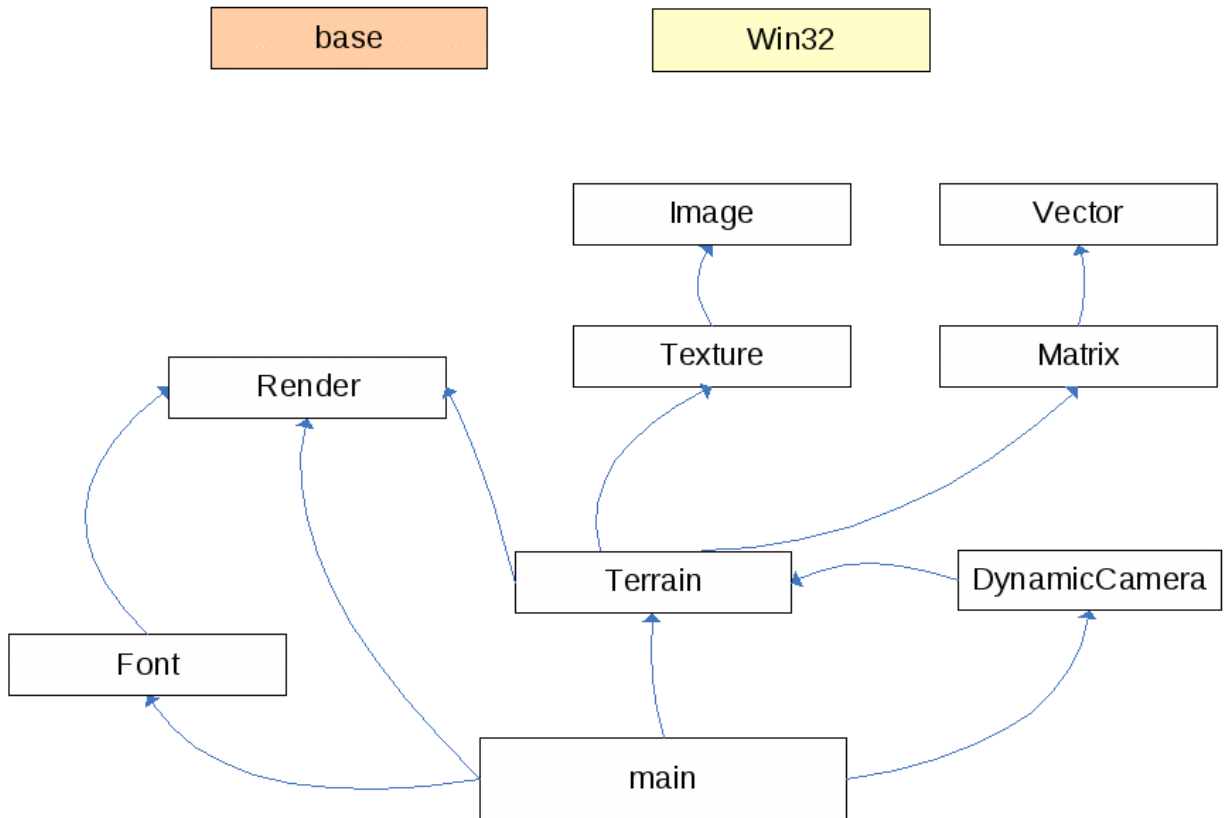 base
Win32
Image
Vector
Texture
Matrix
Render
Terrain
DynamicCamera
Font
main